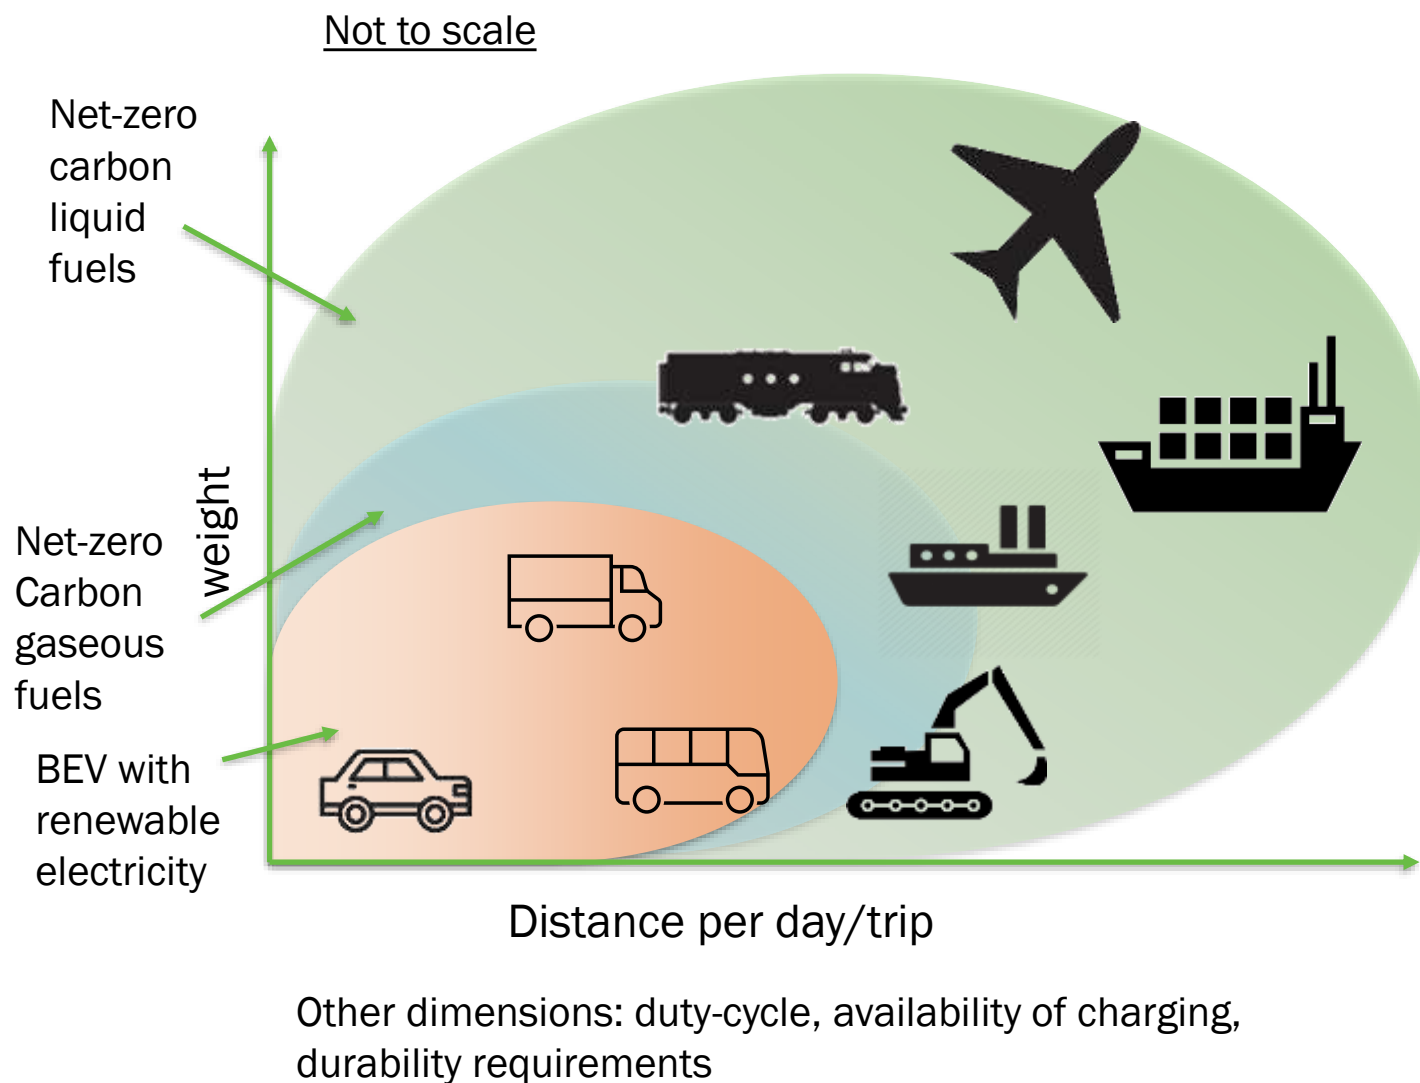 Not to scale
Net-zero
carbon
liquid
fuels
weight
Net-zero
Carbon
gaseous
fuels
BEV with
renewable
electricity
Distance per day/trip
Other dimensions: duty-cycle, availability of charging,
durability requirements